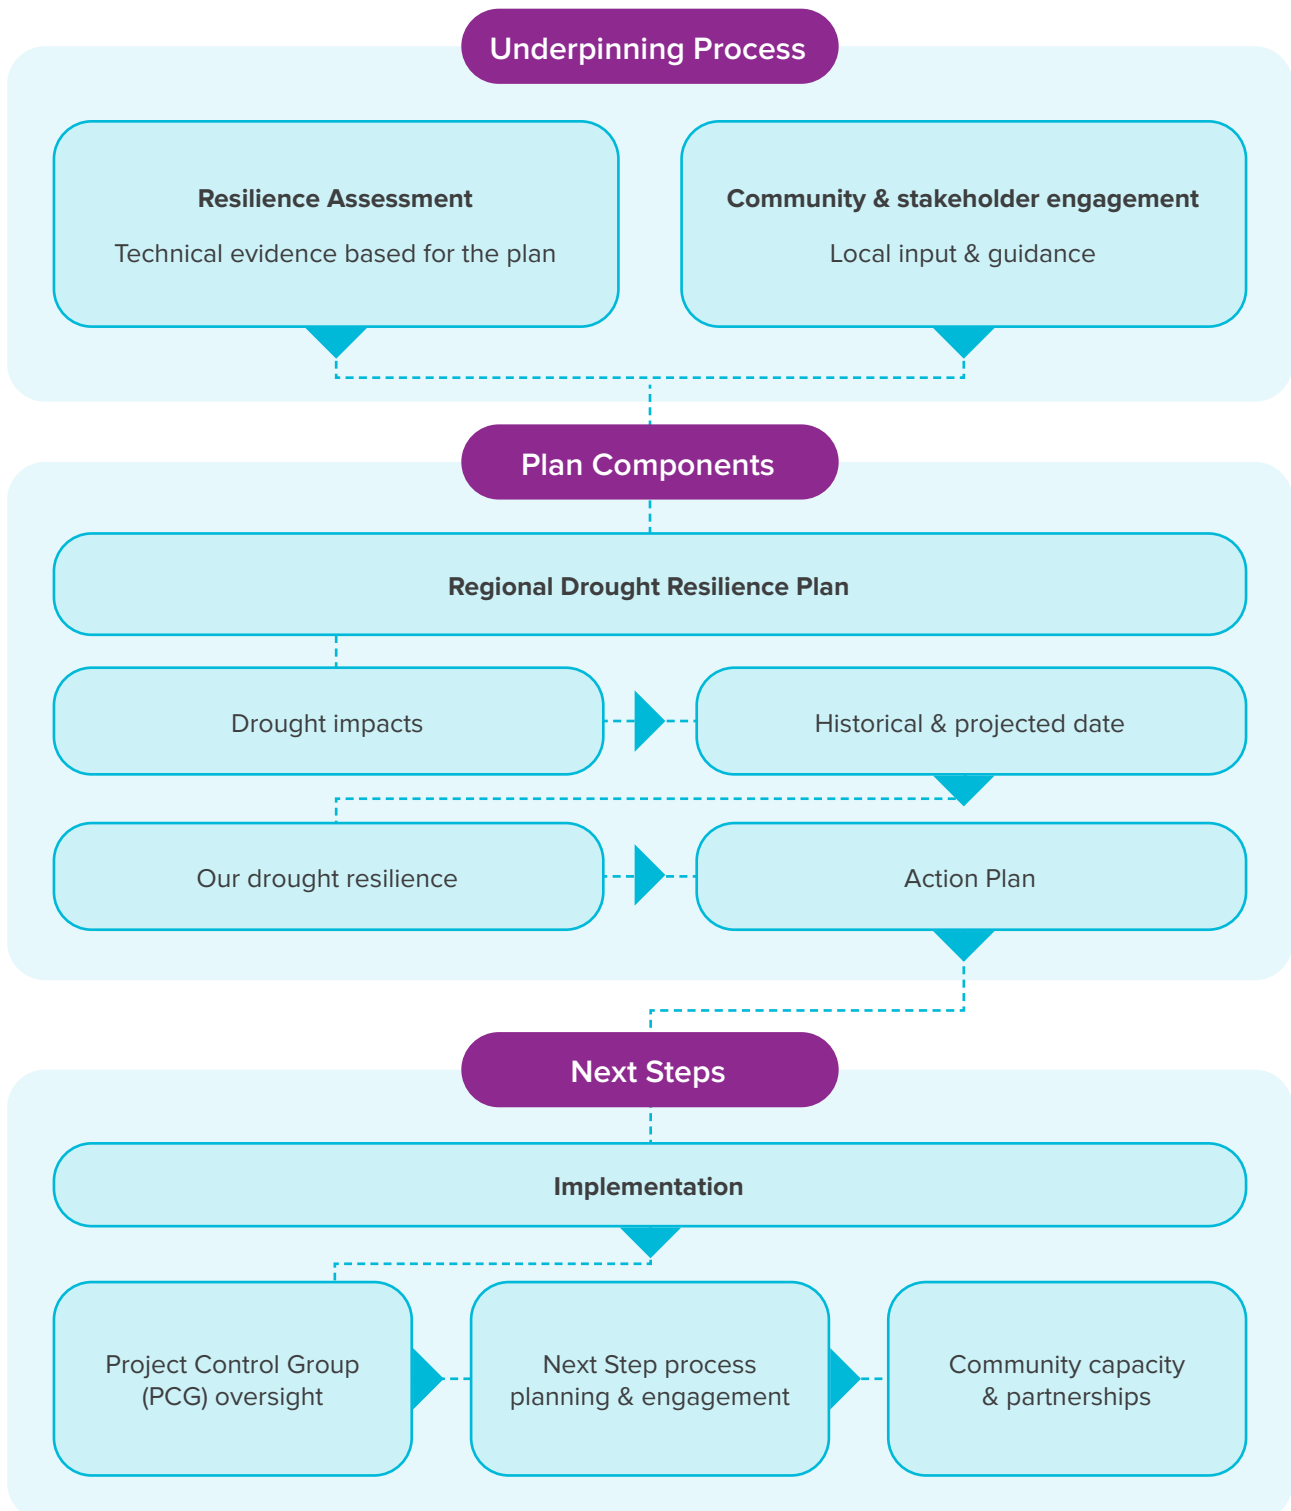 Underpinning Process
Resilience Assessment
Technical evidence based for the plan
Community & stakeholder engagement
Local input & guidance
Plan Components
Regional Drought Resilience Plan
Drought impacts
Historical & projected date
Our drought resilience
Action Plan
Next Steps
Implementation
Project Control Group
(PCG) oversight
Next Step process
planning & engagement
Community capacity
& partnerships